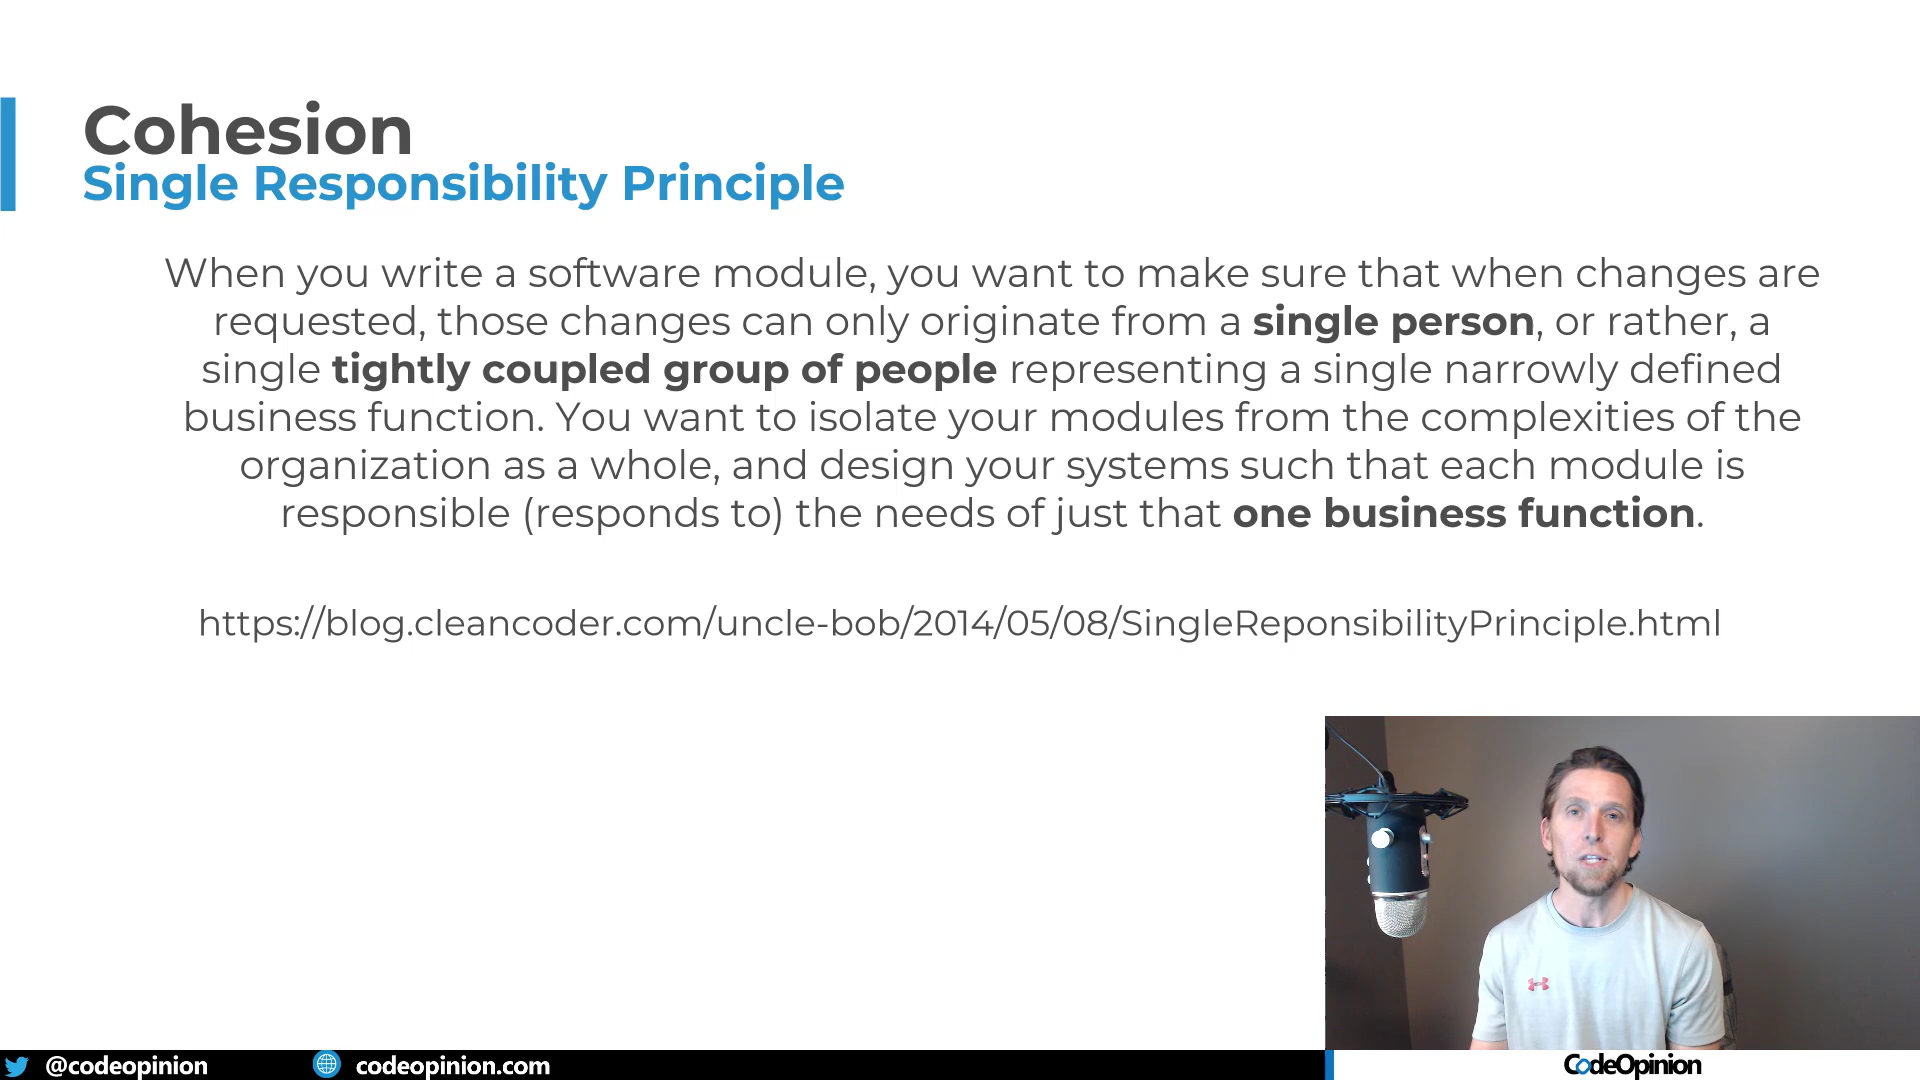 Cohesion
Single Responsibility Principle
When you write a software module, you want to make sure that when changes are
requested, those changes can only originate from a single person, or rather, a
single tightly coupled group of people representing a single narrowly defined
business function. You want to isolate your modules from the complexities of the
organization as a whole, and design your systems such that each module is
responsible (responds to) the needs of just that one business function.
https://blog.cleancoder.com/uncle-bob/2014/05/08/SingleReponsibilityPrinciple.html
@codeopinion
codeopinion.com
CodeOpinion